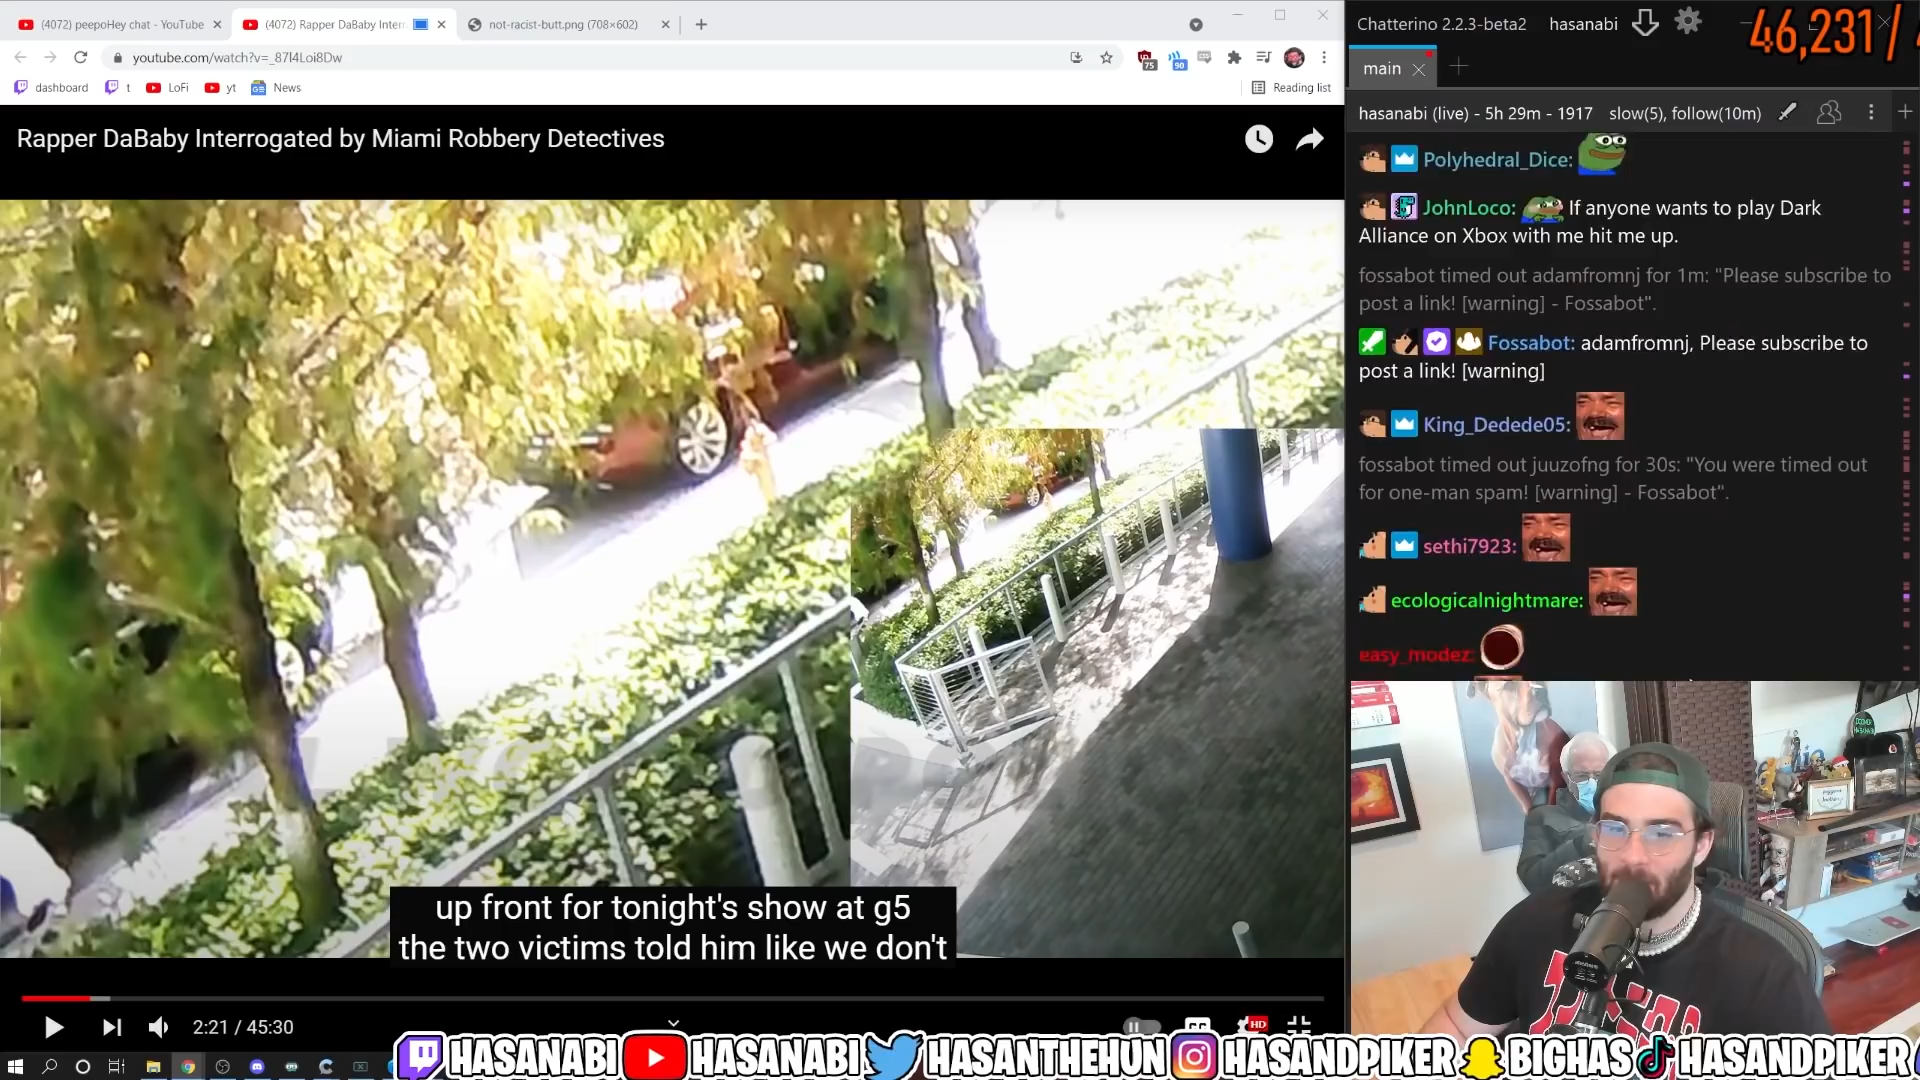 (4072) peepoHey chat - YouTube
(4072) Rapper DaBaby Interr
not-racist-butt.png (708×602)
youtube.com/watch?v=_87l4Loi8Dw
75
90
dashboard
t
LoFi
yt
News
Reading list
Rapper DaBaby Interrogated by Miami Robbery Detectives
up front for tonight's show at g5
the two victims told him like we don't
2:21 / 45:30
HD
Chatterino 2.2.3-beta2
hasanabi
46,231 /
main
hasanabi (live) - 5h 29m - 1917 slow(5), follow(10m)
Polyhedral_Dice:
JohnLoco: If anyone wants to play Dark
Alliance on Xbox with me hit me up.
fossabot timed out adamfromnj for 1m: "Please subscribe to
post a link! [warning] - Fossabot".
Fossabot: adamfromnj, Please subscribe to
post a link! [warning]
King_Dedede05:
fossabot timed out juuzofng for 30s: "You were timed out
for one-man spam! [warning] - Fossabot".
sethi7923:
ecologicalnightmare:
easy_modez:
HASANABI HASANABI HASANTHEHUN HASANDPIKER BIGHAS HASANDPIKER